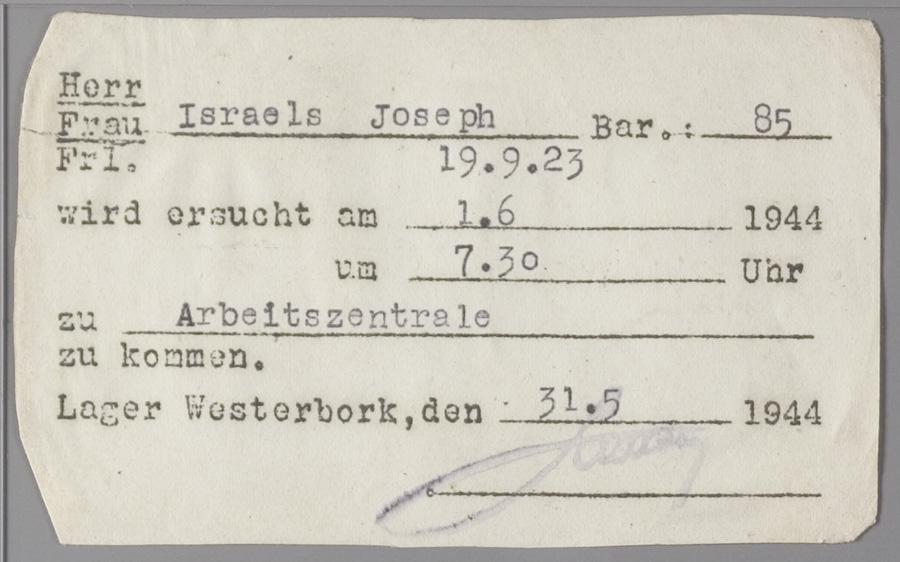 Herr
Frau Israels Joseph Bar.: 85
Frl. 19.9.23
wird ersucht am 1.6 1944
um 7.30 Uhr
zu Arbeitszentrale
zu kommen.
Lager Westerbork,den 31.5 1944